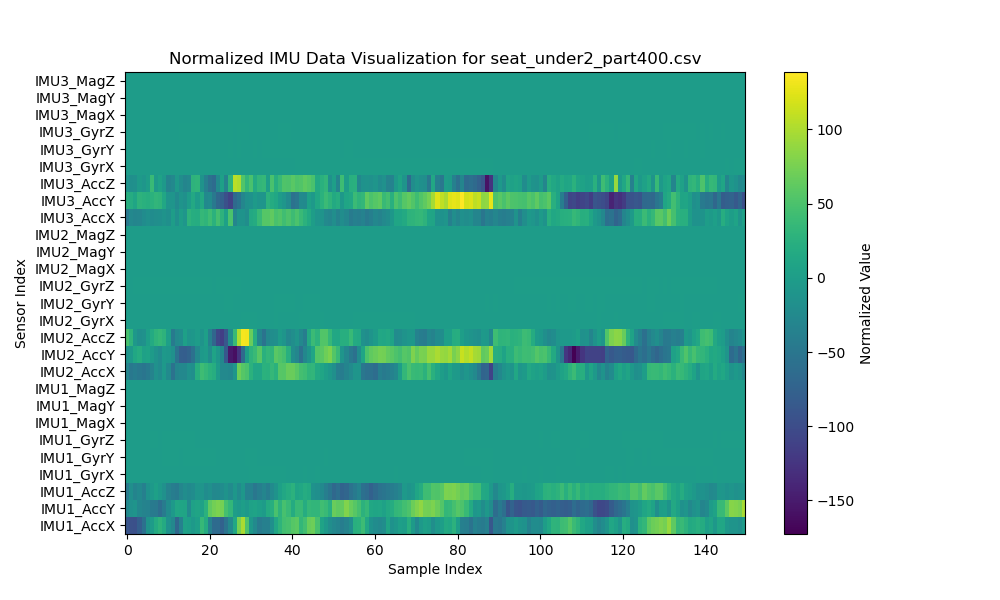 Normalized IMU Data Visualization for seat_under2_part400.csv
IMU3_MagZ
IMU3_MagY
IMU3_MagX
IMU3_GyrZ
IMU3_GyrY
IMU3_GyrX
IMU3_AccZ
IMU3_AccY
IMU3_AccX
IMU2_MagZ
IMU2_MagY
IMU2_MagX
IMU2_GyrZ
IMU2_GyrY
IMU2_GyrX
IMU2_AccZ
IMU2_AccY
IMU2_AccX
IMU1_MagZ
IMU1_MagY
IMU1_MagX
IMU1_GyrZ
IMU1_GyrY
IMU1_GyrX
IMU1_AccZ
IMU1_AccY
IMU1_AccX
Sensor Index
0 20 40 60 80 100 120 140
Sample Index
100
50
0
−50
−100
−150
Normalized Value